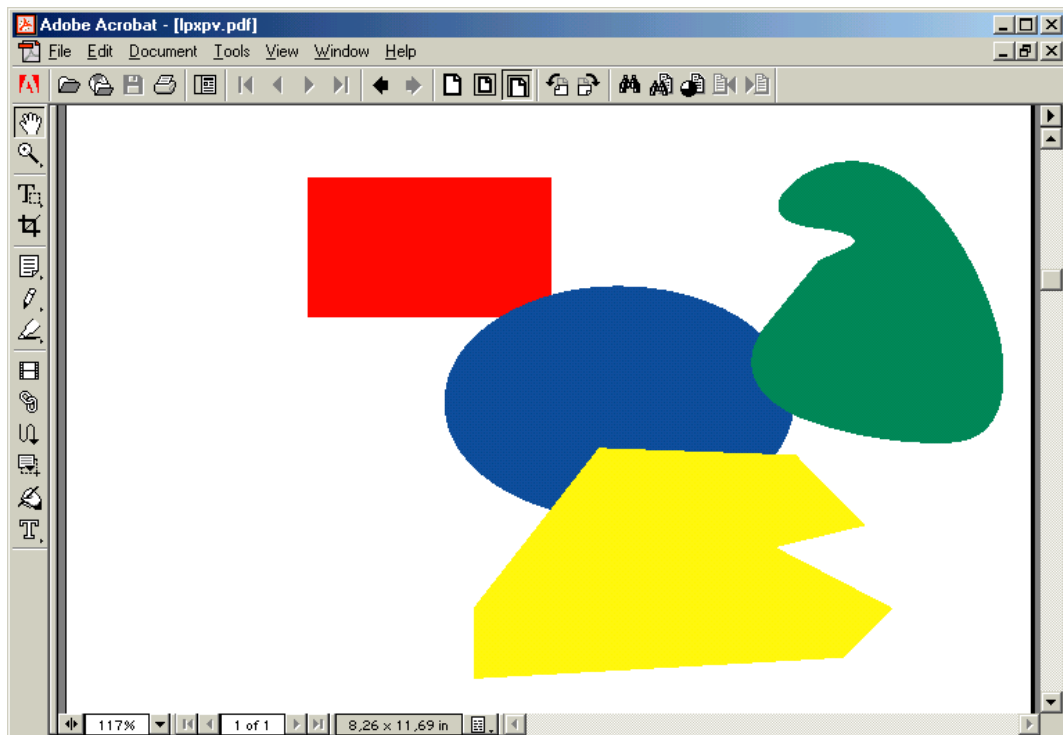 Adobe Acrobat - [lpxpv.pdf]
File Edit Document Tools View Window Help
117% 1 of 1 8,26 x 11,69 in